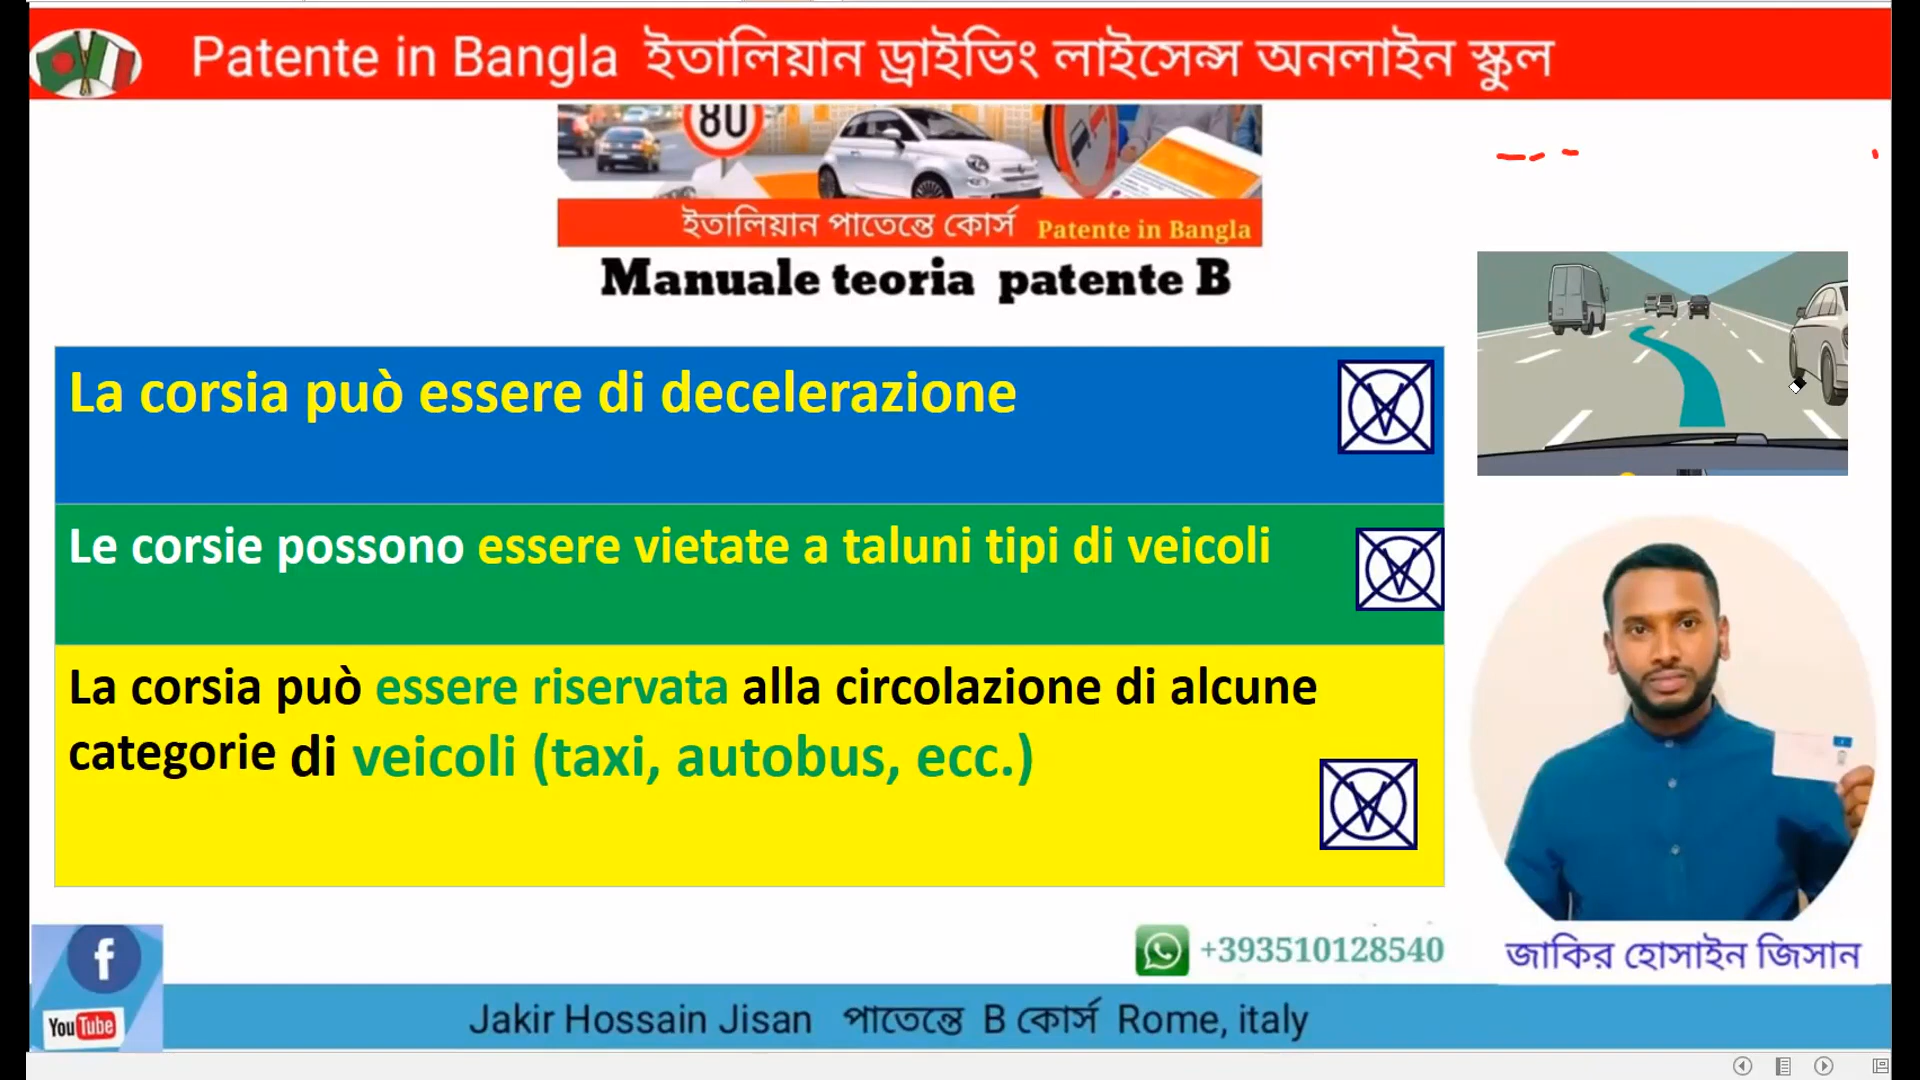 Patente in Bangla ইতালিয়ান ড্রাইভিং লাইসেন্স অনলাইন স্কুল
80
ইতালিয়ান পাতেন্তে কোর্স Patente in Bangla
Manuale teoria patente B
La corsia può essere di decelerazione
V
Le corsie possono essere vietate a taluni tipi di veicoli
V
La corsia può essere riservata alla circolazione di alcune
categorie di veicoli (taxi, autobus, ecc.)
V
f
YouTube
+393510128540
জাকির হোসাইন জিসান
Jakir Hossain Jisan পাতেন্তে B কোর্স Rome, italy